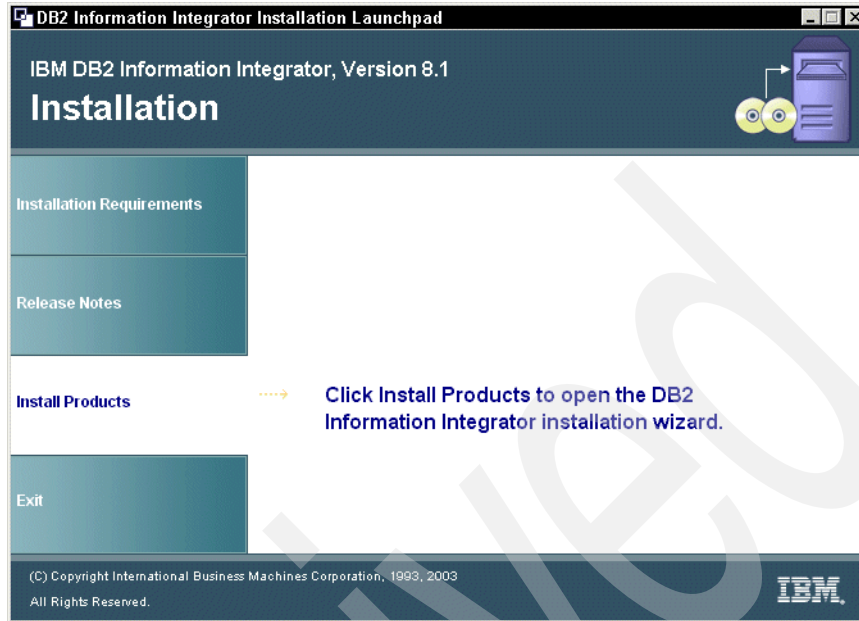 DB2 Information Integrator Installation Launchpad
IBM DB2 Information Integrator, Version 8.1
Installation
Installation Requirements
Release Notes
Install Products
Click Install Products to open the DB2
Information Integrator installation wizard.
Exit
(C) Copyright International Business Machines Corporation, 1993, 2003
All Rights Reserved.
IBM.